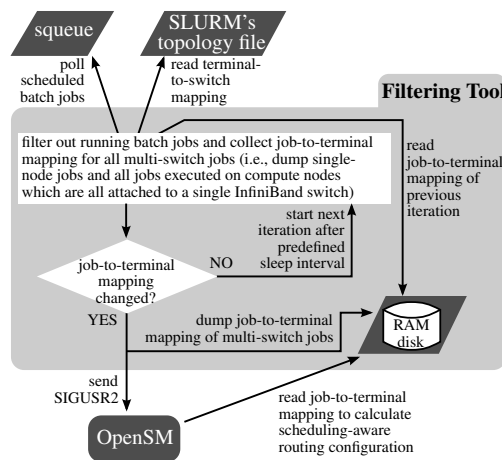 squeue
SLURM's
topology file
poll
scheduled
batch jobs
read terminal-
to-switch
mapping
Filtering Tool
filter out running batch jobs and collect job-to-terminal
mapping for all multi-switch jobs (i.e., dump single-
node jobs and all jobs executed on compute nodes
which are all attached to a single InfiniBand switch)
read
job-to-terminal
mapping of
previous
iteration
start next
iteration after
predefined
sleep interval
job-to-terminal
mapping
changed?
NO
YES
dump job-to-terminal
mapping of multi-switch jobs
RAM
disk
send
SIGUSR2
OpenSM
read job-to-terminal
mapping to calculate
scheduling-aware
routing configuration